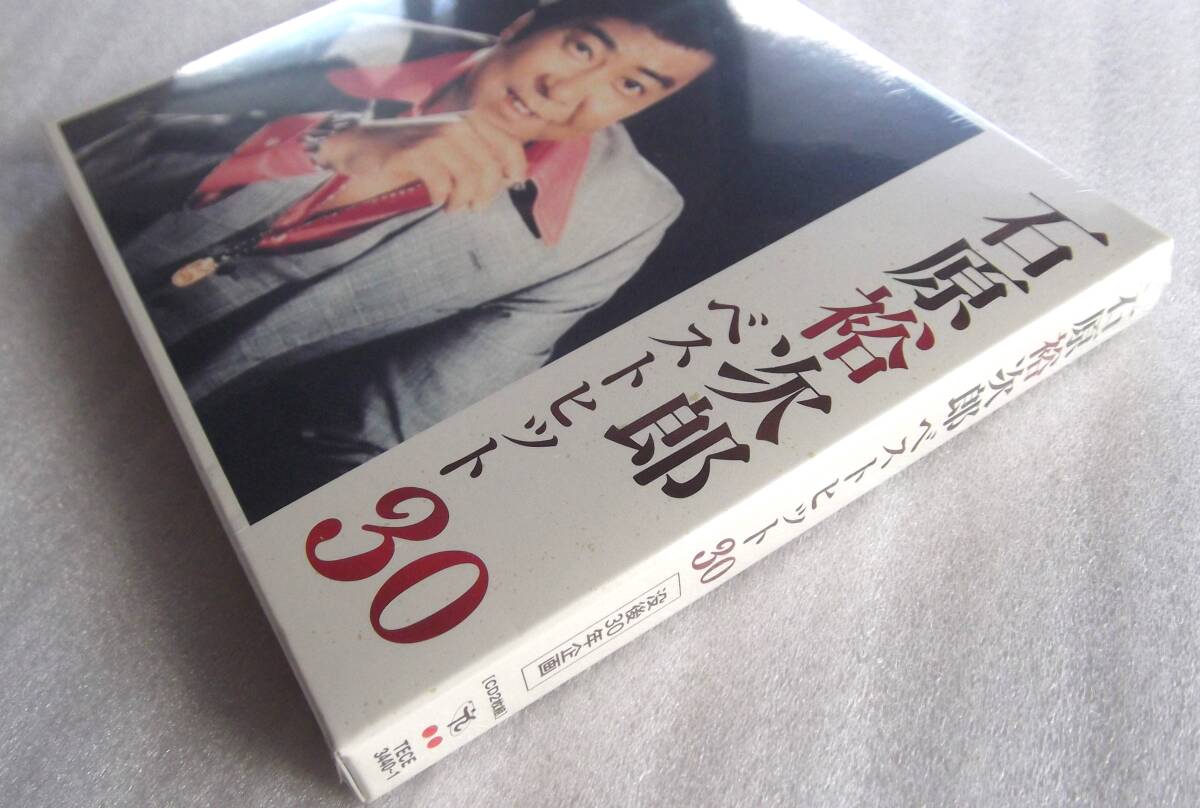 石原裕次郎
ベストヒット
30
石原裕次郎 ベストヒット 30
没後30年企画
[CD2枚組]
TECE
3440~1